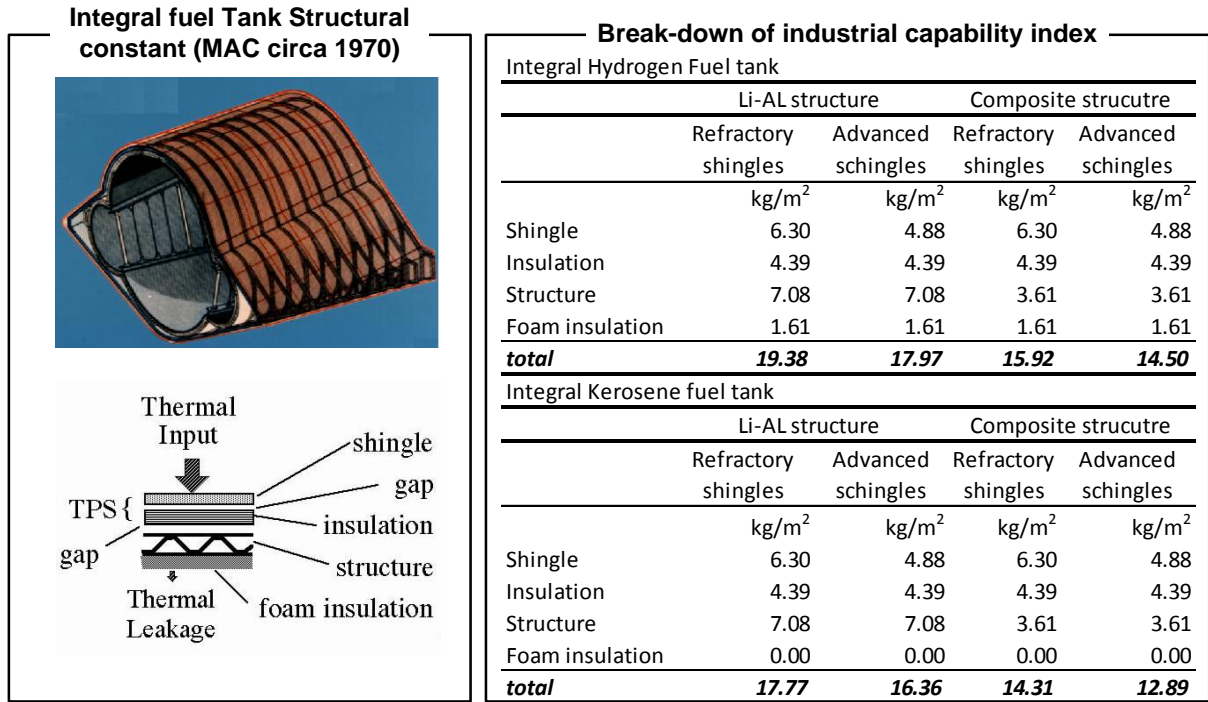 Integral fuel Tank Structural
constant (MAC circa 1970)
Thermal
Input
shingle
gap
TPS {
insulation
gap
structure
Thermal
Leakage
foam insulation
Break-down of industrial capability index
Integral Hydrogen Fuel tank
Li-AL structure Composite strucutre
Refractory Advanced Refractory Advanced
shingles schingles shingles schingles
kg/m² kg/m² kg/m² kg/m²
Shingle 6.30 4.88 6.30 4.88
Insulation 4.39 4.39 4.39 4.39
Structure 7.08 7.08 3.61 3.61
Foam insulation 1.61 1.61 1.61 1.61
total 19.38 17.97 15.92 14.50
Integral Kerosene fuel tank
Li-AL structure Composite strucutre
Refractory Advanced Refractory Advanced
shingles schingles shingles schingles
kg/m² kg/m² kg/m² kg/m²
Shingle 6.30 4.88 6.30 4.88
Insulation 4.39 4.39 4.39 4.39
Structure 7.08 7.08 3.61 3.61
Foam insulation 0.00 0.00 0.00 0.00
total 17.77 16.36 14.31 12.89